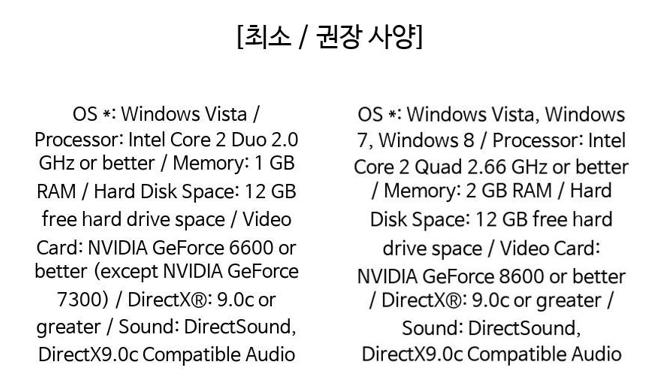 [최소 / 권장 사양]
OS *: Windows Vista /
Processor: Intel Core 2 Duo 2.0
GHz or better / Memory: 1 GB
RAM / Hard Disk Space: 12 GB
free hard drive space / Video
Card: NVIDIA GeForce 6600 or
better (except NVIDIA GeForce
7300) / DirectX®: 9.0c or
greater / Sound: DirectSound,
DirectX9.0c Compatible Audio
OS *: Windows Vista, Windows
7, Windows 8 / Processor: Intel
Core 2 Quad 2.66 GHz or better
/ Memory: 2 GB RAM / Hard
Disk Space: 12 GB free hard
drive space / Video Card:
NVIDIA GeForce 8600 or better
/ DirectX®: 9.0c or greater /
Sound: DirectSound,
DirectX9.0c Compatible Audio